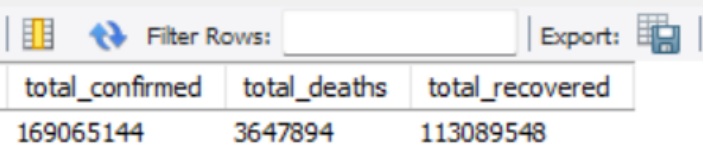 Filter Rows: Export:
total_confirmed total_deaths total_recovered
169065144 3647894 113089548